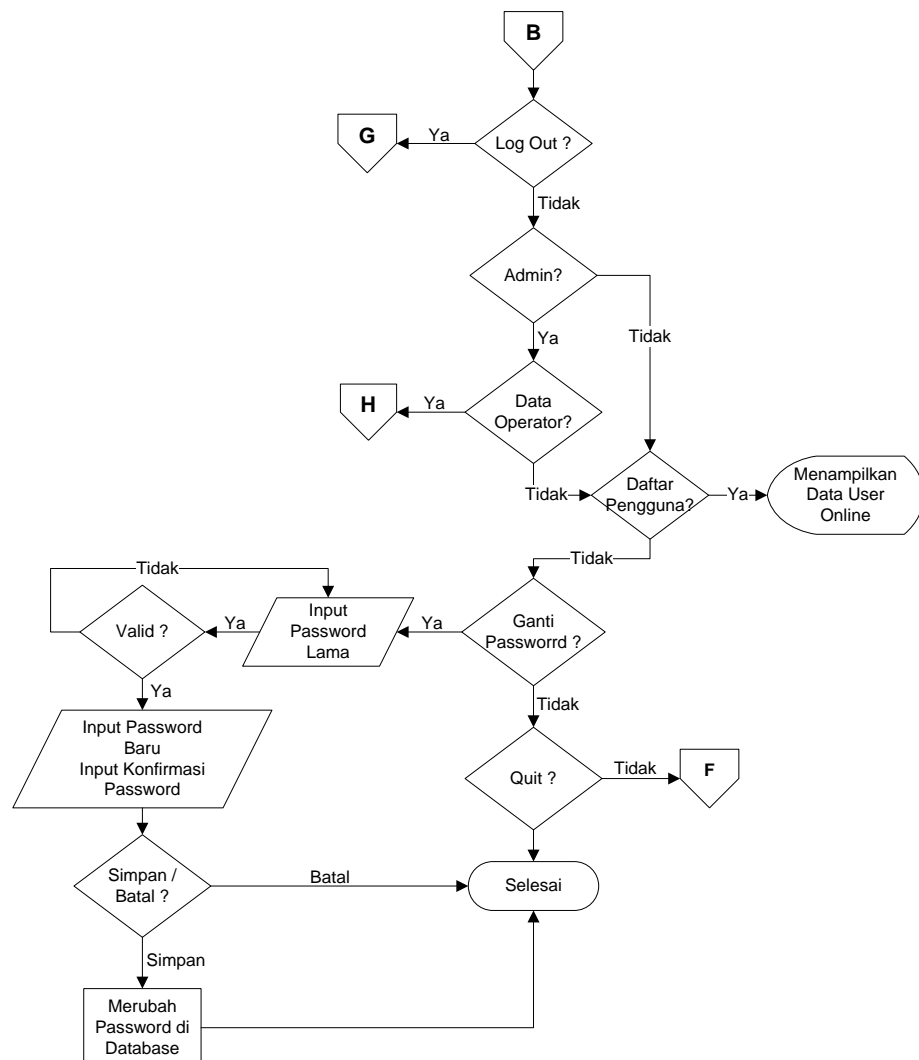 B
G
Ya
Log Out ?
Tidak
Admin?
Tidak
Ya
H
Ya
Data
Operator?
Tidak
Daftar
Pengguna?
Ya
Menampilkan
Data User
Online
Tidak
Tidak
Valid ?
Ya
Input
Password
Lama
Ya
Ganti
Passworrd ?
Ya
Tidak
Input Password
Baru
Input Konfirmasi
Password
Quit ?
Tidak
F
Simpan /
Batal ?
Batal
Selesai
Simpan
Merubah
Password di
Database